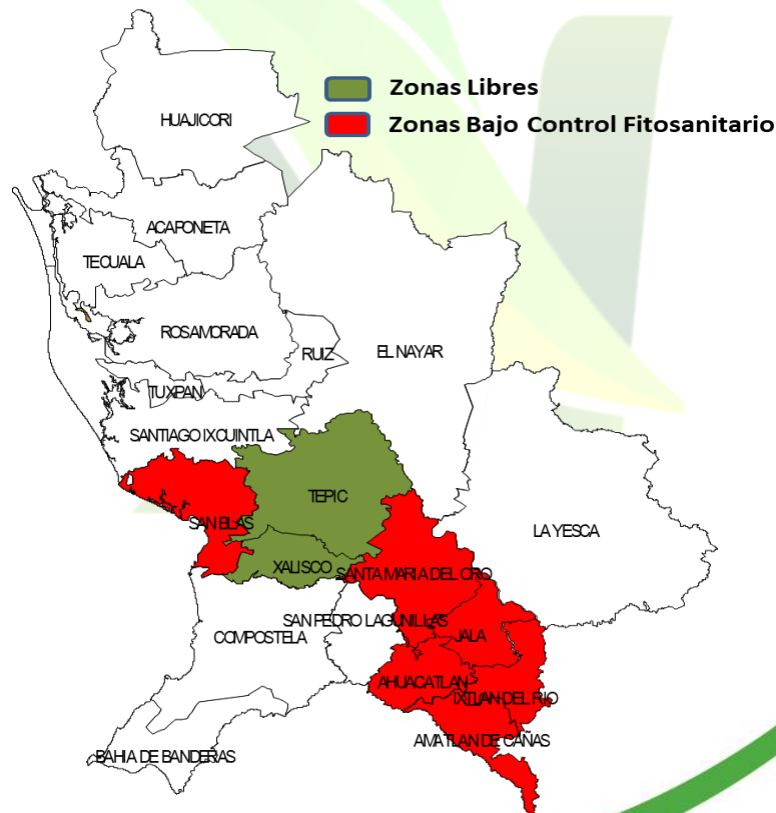 Zonas Libres
Zonas Bajo Control Fitosanitario
HUAJICORI
ACAPONETA
TECUALA
ROSAMORADA
RUIZ
EL NAYAR
TUXPAN
SANTIAGO IXCUINTLA
TEPIC
SAN BLAS
LA YESCA
XALISCO
SANTA MARIA DEL ORO
SAN PEDRO LAGUNILLAS
COMPOSTELA
JALA
AHUACATLAN
IXTLAN DEL RIO
AMATLAN DE CAÑAS
BAHIA DE BANDERAS